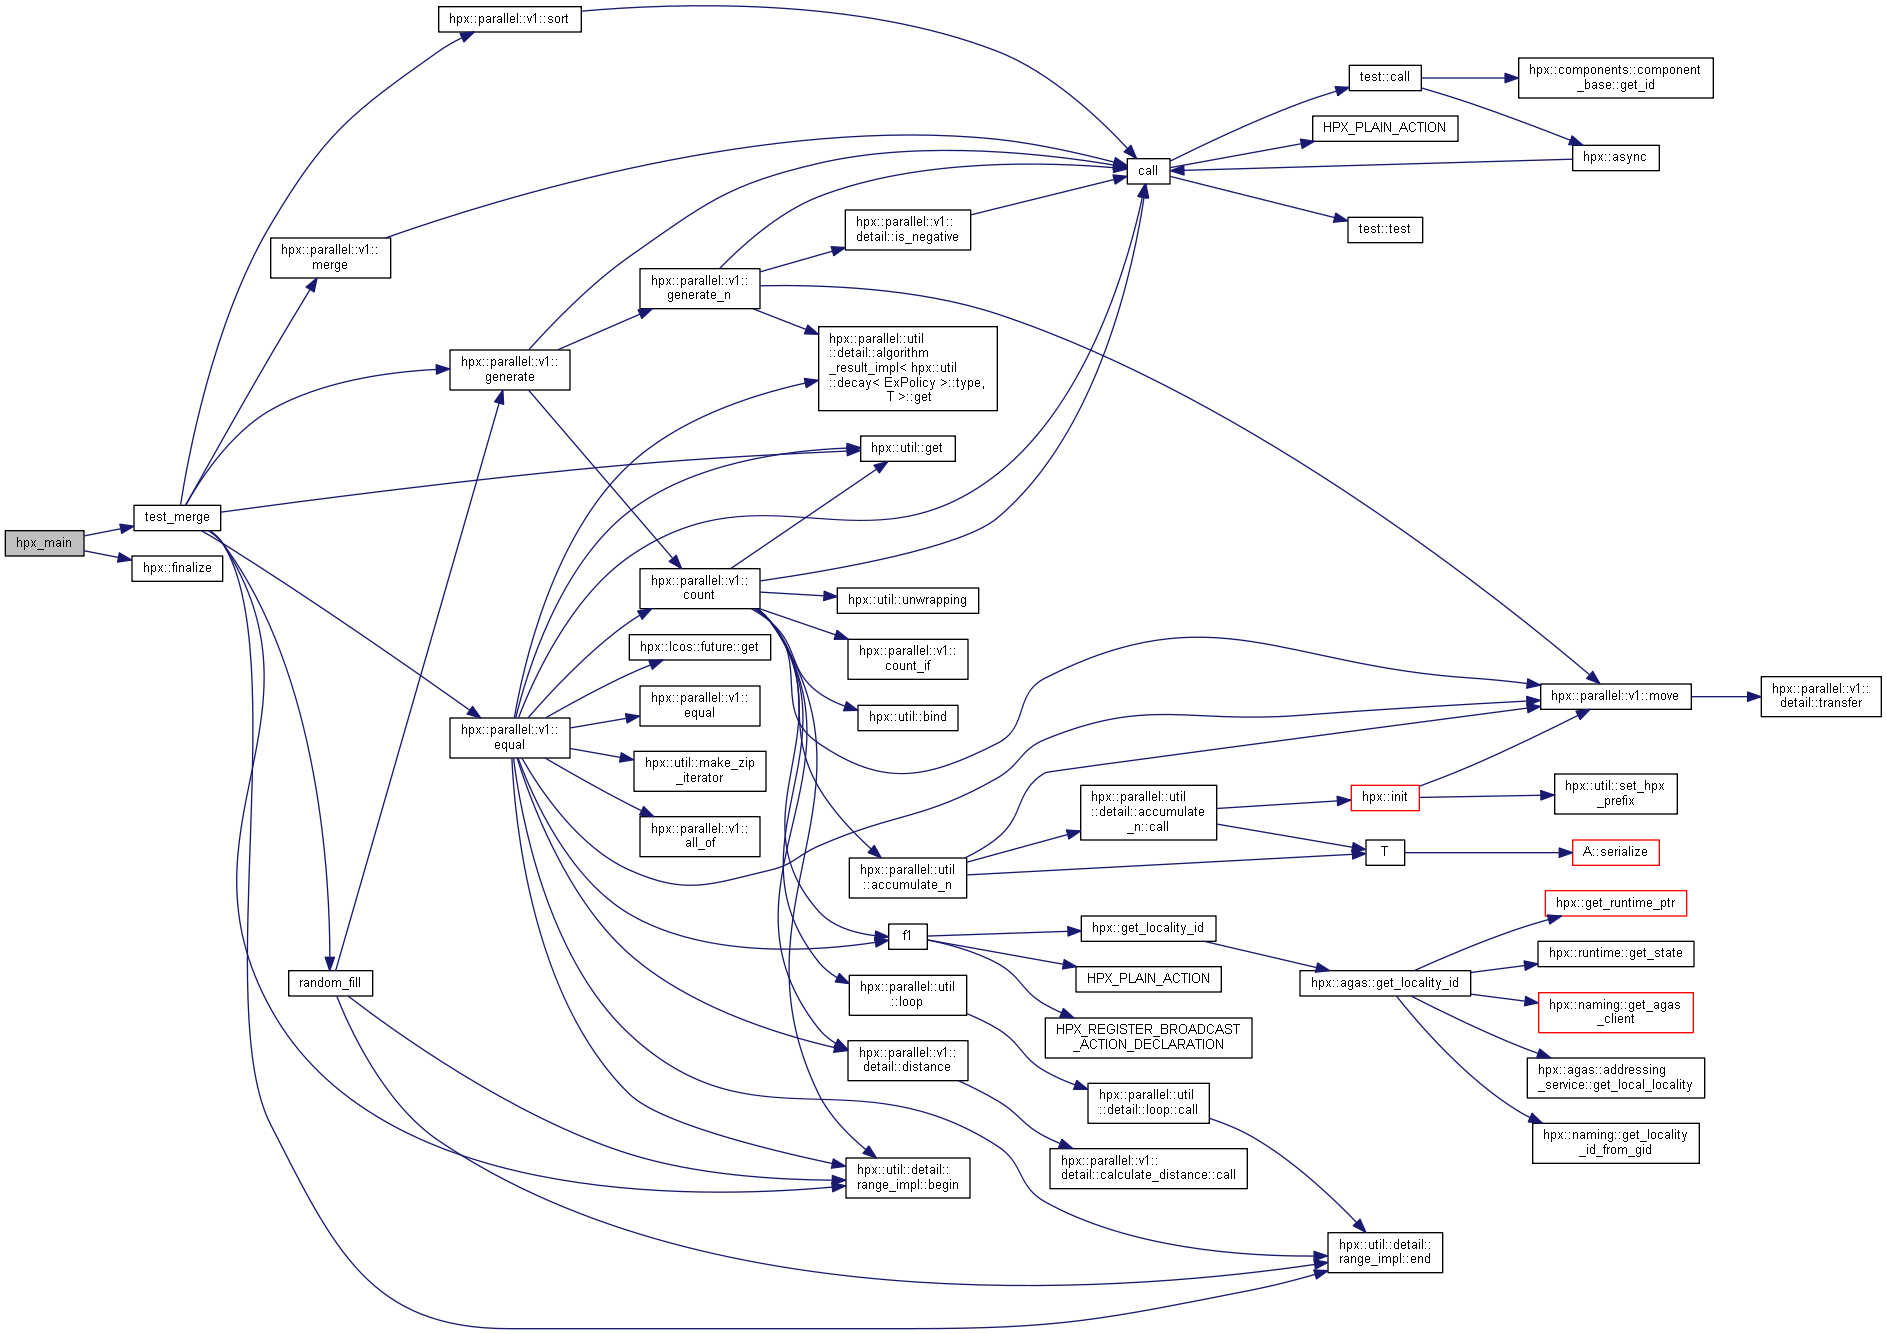 hpx_main
test_merge
hpx::finalize
hpx::parallel::v1::sort
hpx::parallel::v1::
merge
hpx::parallel::v1::
generate
hpx::parallel::v1::
equal
random_fill
hpx::parallel::v1::
generate_n
hpx::parallel::v1::
count
hpx::lcos::future::get
hpx::parallel::v1::
equal
hpx::util::make_zip
_iterator
hpx::parallel::v1::
all_of
hpx::parallel::v1::
detail::is_negative
hpx::parallel::util
::detail::algorithm
_result_impl< hpx::util
::decay< ExPolicy >::type,
T >::get
hpx::util::get
hpx::util::unwrapping
hpx::parallel::v1::
count_if
hpx::util::bind
hpx::parallel::util
::accumulate_n
f1
hpx::parallel::util
::loop
hpx::parallel::v1::
detail::distance
hpx::util::detail::
range_impl::begin
call
hpx::parallel::util
::detail::accumulate
_n::call
hpx::get_locality_id
HPX_PLAIN_ACTION
HPX_REGISTER_BROADCAST
_ACTION_DECLARATION
hpx::parallel::util
::detail::loop::call
hpx::parallel::v1::
detail::calculate_distance::call
test::call
HPX_PLAIN_ACTION
test::test
hpx::init
T
hpx::agas::get_locality_id
hpx::util::detail::
range_impl::end
hpx::components::component
_base::get_id
hpx::async
hpx::parallel::v1::move
hpx::util::set_hpx
_prefix
A::serialize
hpx::get_runtime_ptr
hpx::runtime::get_state
hpx::naming::get_agas
_client
hpx::agas::addressing
_service::get_local_locality
hpx::naming::get_locality
_id_from_gid
hpx::parallel::v1::
detail::transfer